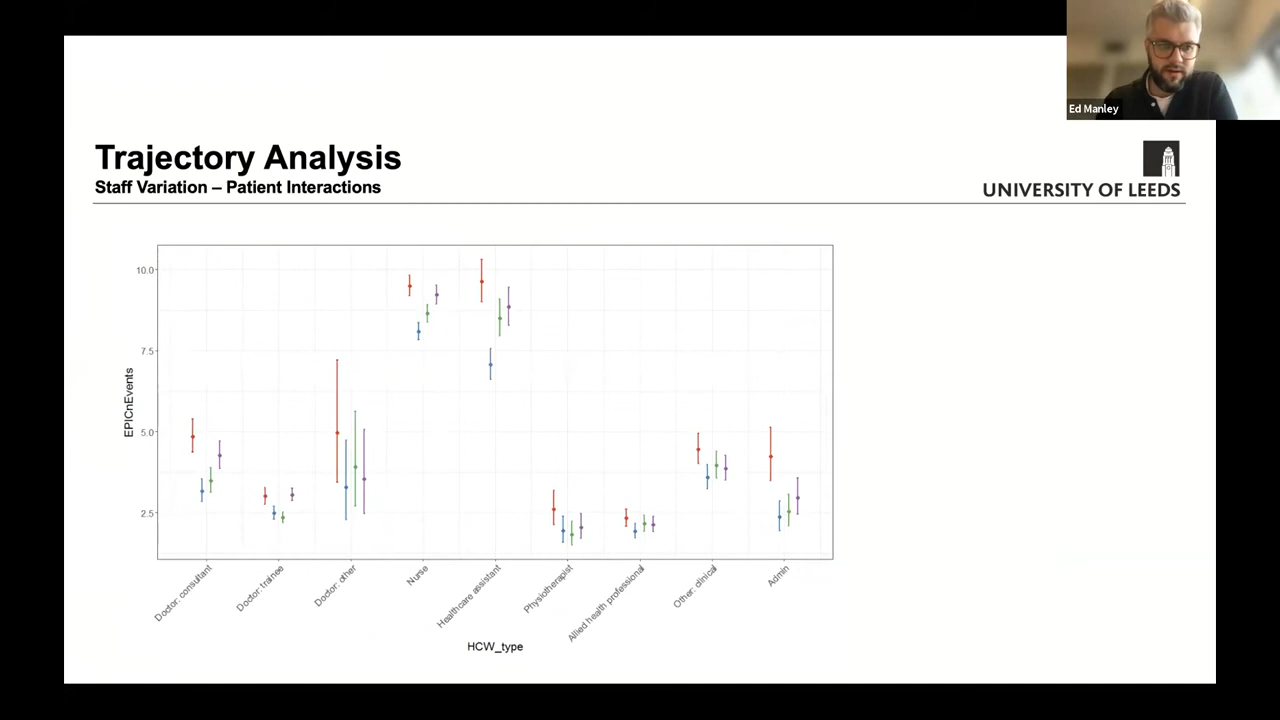 Ed Manley
Trajectory Analysis
Staff Variation – Patient Interactions
UNIVERSITY OF LEEDS
10.0
7.5
5.0
2.5
EPICnEvents
Doctor: consultant
Doctor: trainee
Doctor: other
Nurse
Healthcare assistant
Physiotherapist
Allied health professional
Other: clinical
Admin
HCW_type